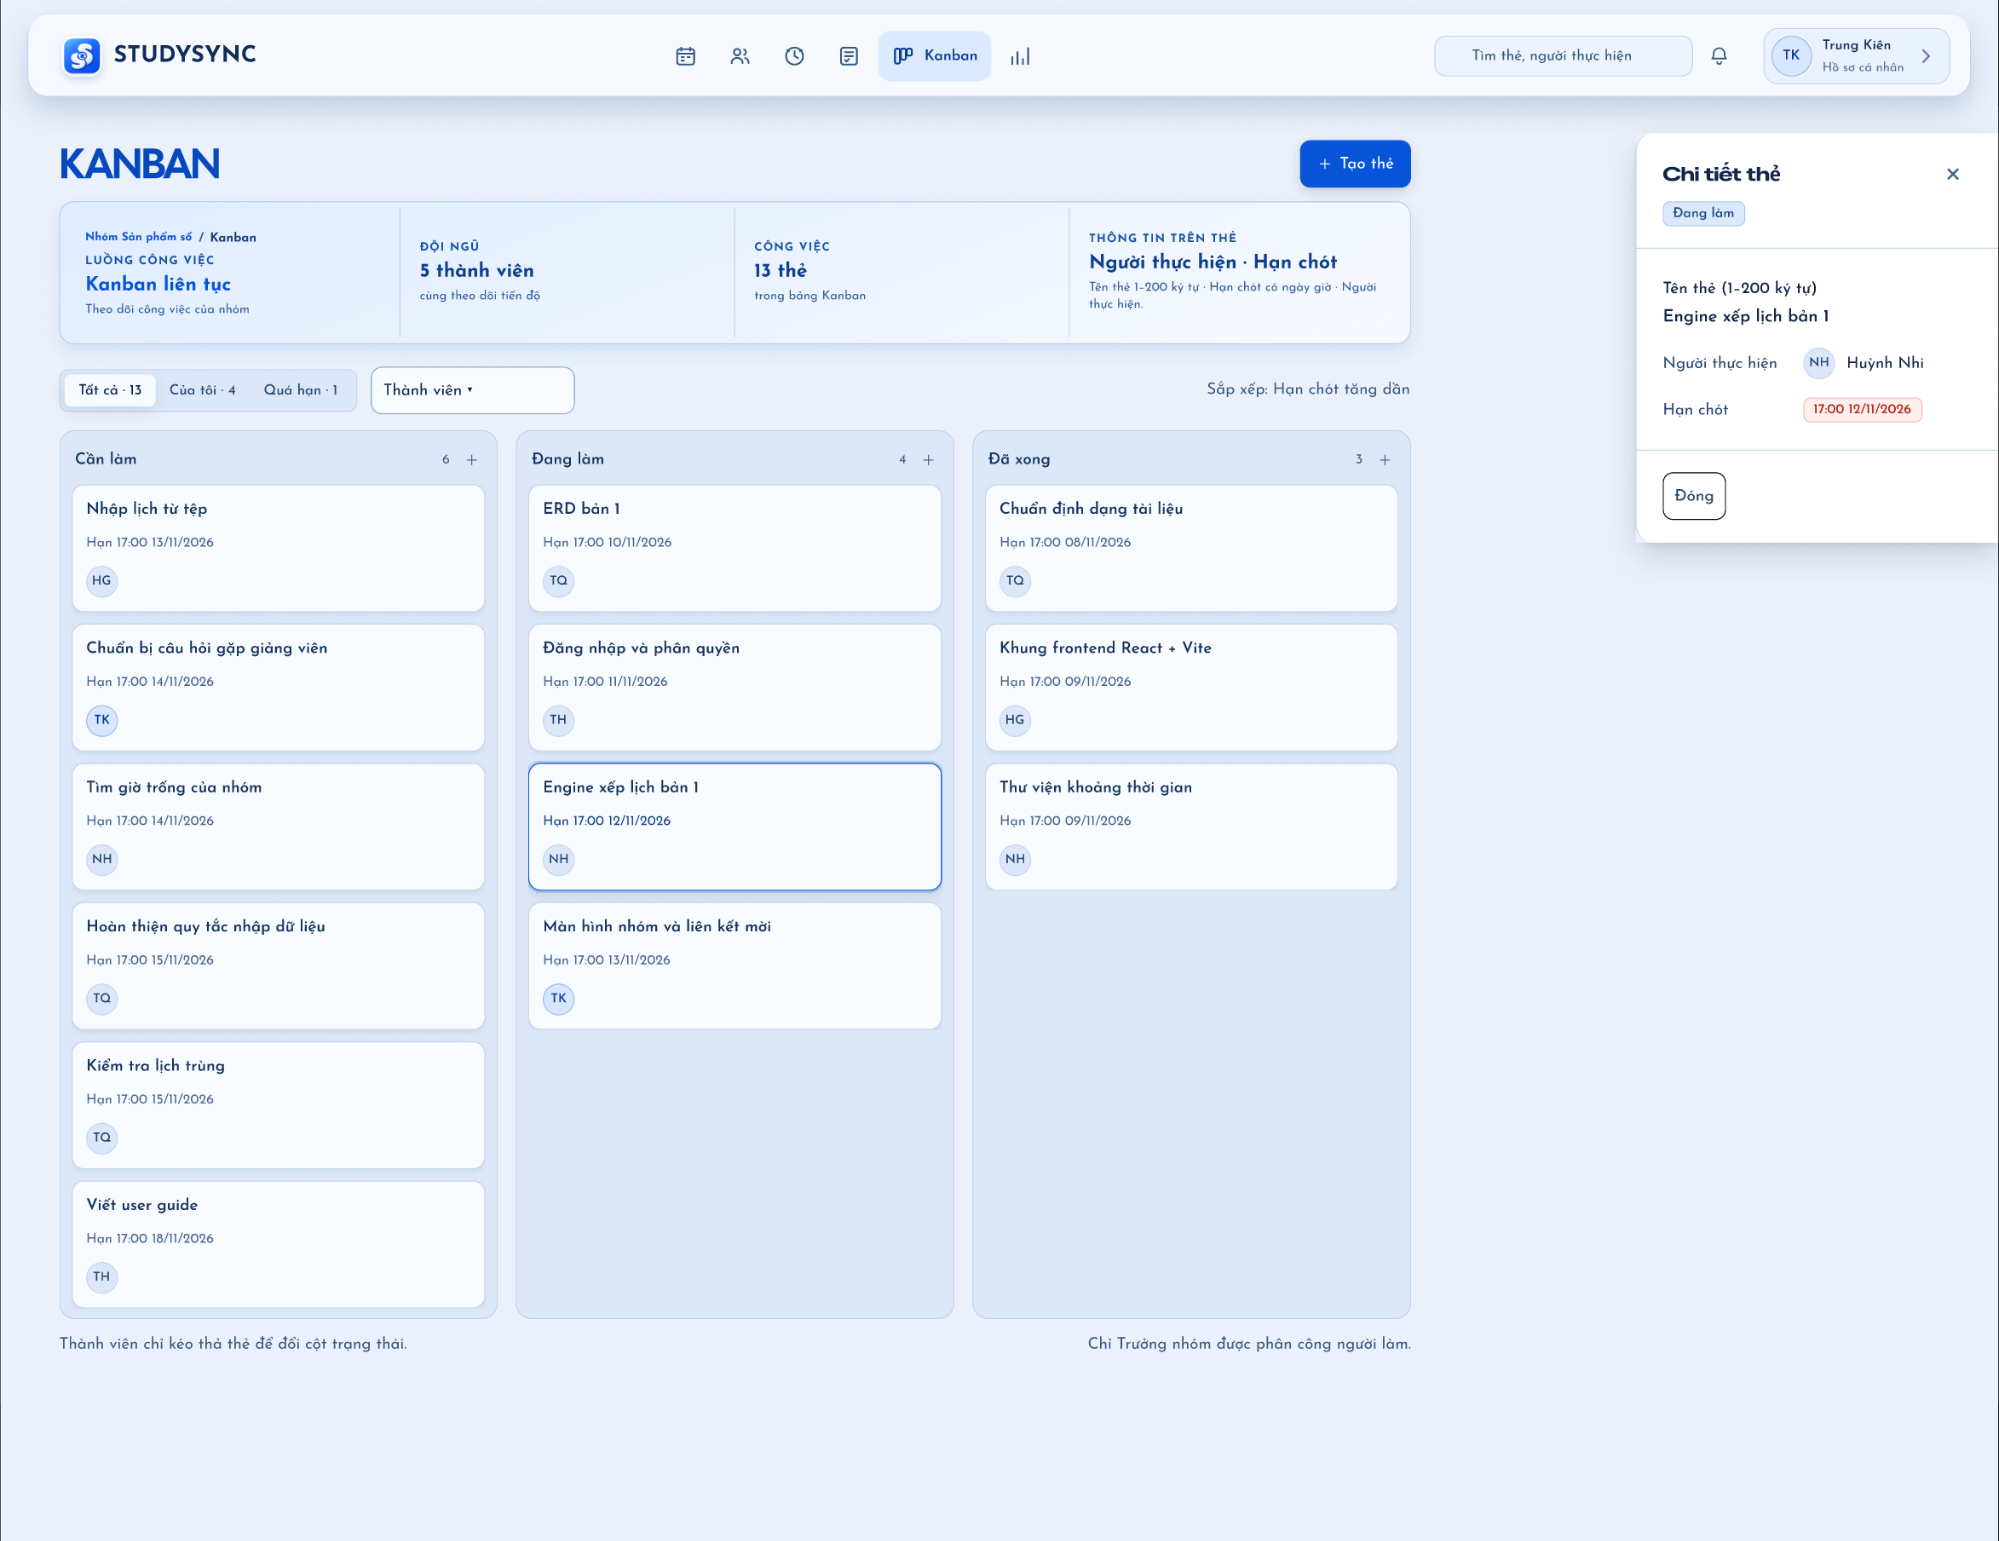 STUDYSYNC
Kanban
Tìm thẻ, người thực hiện
TK
Trung Kiên
Hồ sơ cá nhân
KANBAN
+ Tạo thẻ
Nhóm Sản phẩm số / Kanban
LUỒNG CÔNG VIỆC
Kanban liên tục
Theo dõi công việc của nhóm
ĐỘI NGŨ
5 thành viên
cùng theo dõi tiến độ
CÔNG VIỆC
13 thẻ
trong bảng Kanban
THÔNG TIN TRÊN THẺ
Người thực hiện · Hạn chót
Tên thẻ 1–200 ký tự · Hạn chót có ngày giờ · Người
thực hiện.
Tất cả · 13
Của tôi · 4
Quá hạn · 1
Thành viên
Sắp xếp: Hạn chót tăng dần
Cần làm
6 +
Nhập lịch từ tệp
Hạn 17:00 13/11/2026
HG
Chuẩn bị câu hỏi gặp giảng viên
Hạn 17:00 14/11/2026
TK
Tìm giờ trống của nhóm
Hạn 17:00 14/11/2026
NH
Hoàn thiện quy tắc nhập dữ liệu
Hạn 17:00 15/11/2026
TQ
Kiểm tra lịch trùng
Hạn 17:00 15/11/2026
TQ
Viết user guide
Hạn 17:00 18/11/2026
TH
Đang làm
4 +
ERD bản 1
Hạn 17:00 10/11/2026
TQ
Đăng nhập và phân quyền
Hạn 17:00 11/11/2026
TH
Engine xếp lịch bản 1
Hạn 17:00 12/11/2026
NH
Màn hình nhóm và liên kết mời
Hạn 17:00 13/11/2026
TK
Đã xong
3 +
Chuẩn định dạng tài liệu
Hạn 17:00 08/11/2026
TQ
Khung frontend React + Vite
Hạn 17:00 09/11/2026
HG
Thư viện khoảng thời gian
Hạn 17:00 09/11/2026
NH
Thành viên chỉ kéo thả thẻ để đổi cột trạng thái.
Chỉ Trưởng nhóm được phân công người làm.
Chi tiết thẻ
Đang làm
Tên thẻ (1–200 ký tự)
Engine xếp lịch bản 1
Người thực hiện
NH
Huỳnh Nhi
Hạn chót
17:00 12/11/2026
Đóng